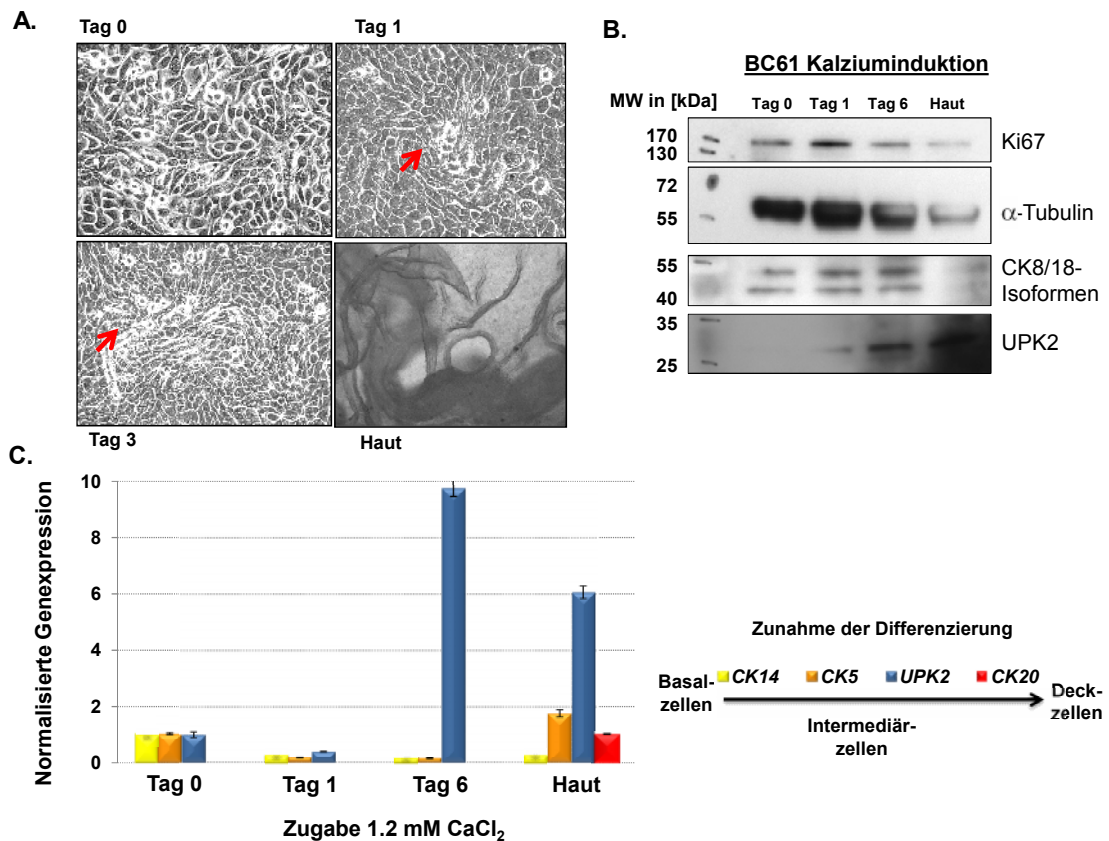 A.
Tag 0
Tag 1
Tag 3
Haut
B.
BC61 Kalziuminduktion
MW in [kDa]
Tag 0 Tag 1 Tag 6 Haut
170
130
Ki67
72
55
α-Tubulin
55
40
CK8/18-
Isoformen
35
25
UPK2
C.
Normalisierte Genexpression
10
8
6
4
2
0
Tag 0 Tag 1 Tag 6 Haut
Zugabe 1.2 mM CaCl₂
Zunahme der Differenzierung
CK14 CK5 UPK2 CK20
Basal-
zellen
Intermediär-
zellen
Deck-
zellen